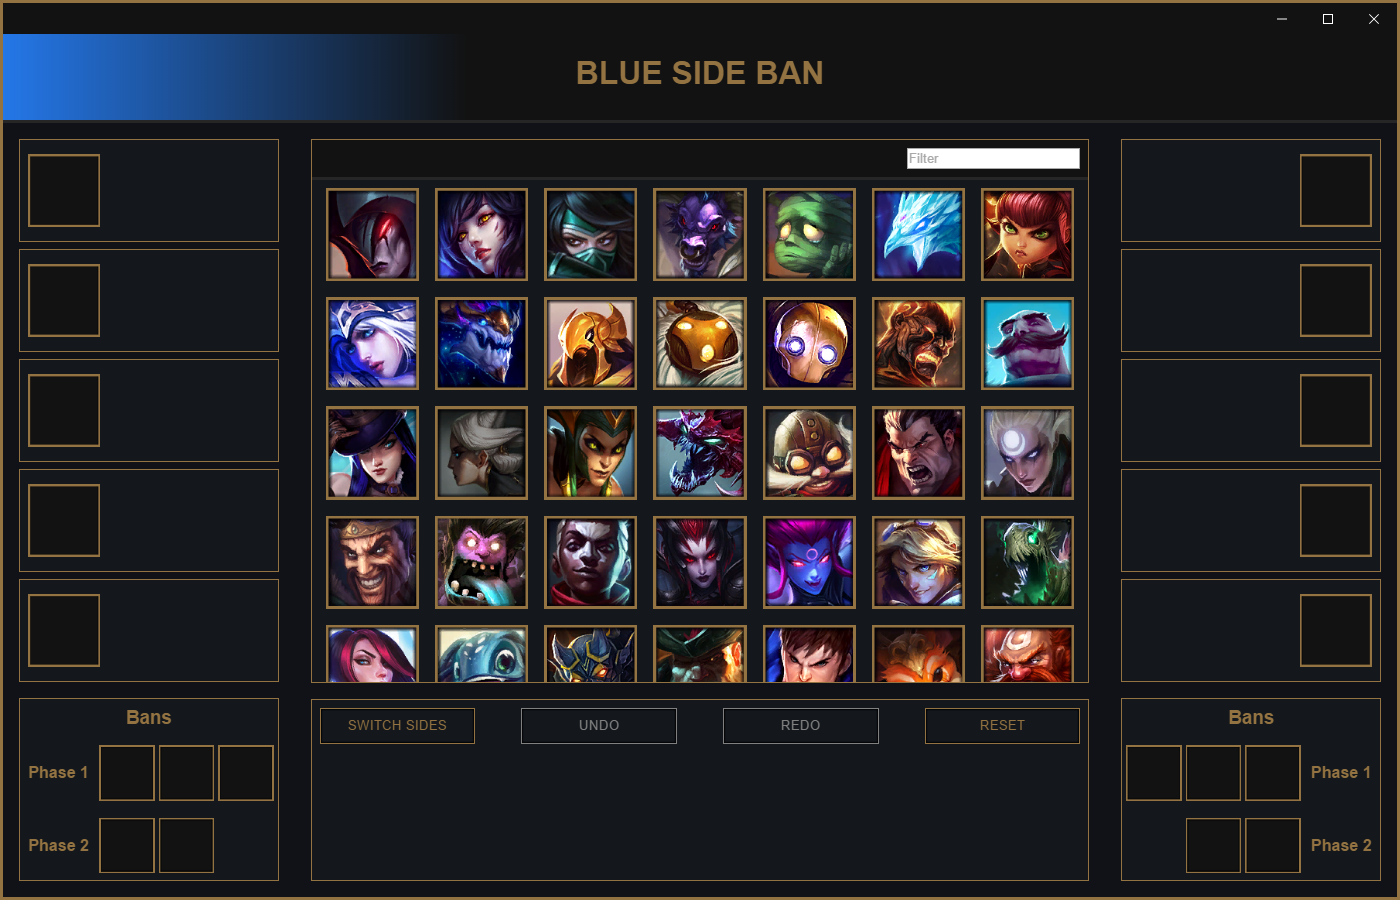 BLUE SIDE BAN
Filter
SWITCH SIDES
UNDO
REDO
RESET
Bans
Phase 1
Phase 2
Bans
Phase 1
Phase 2